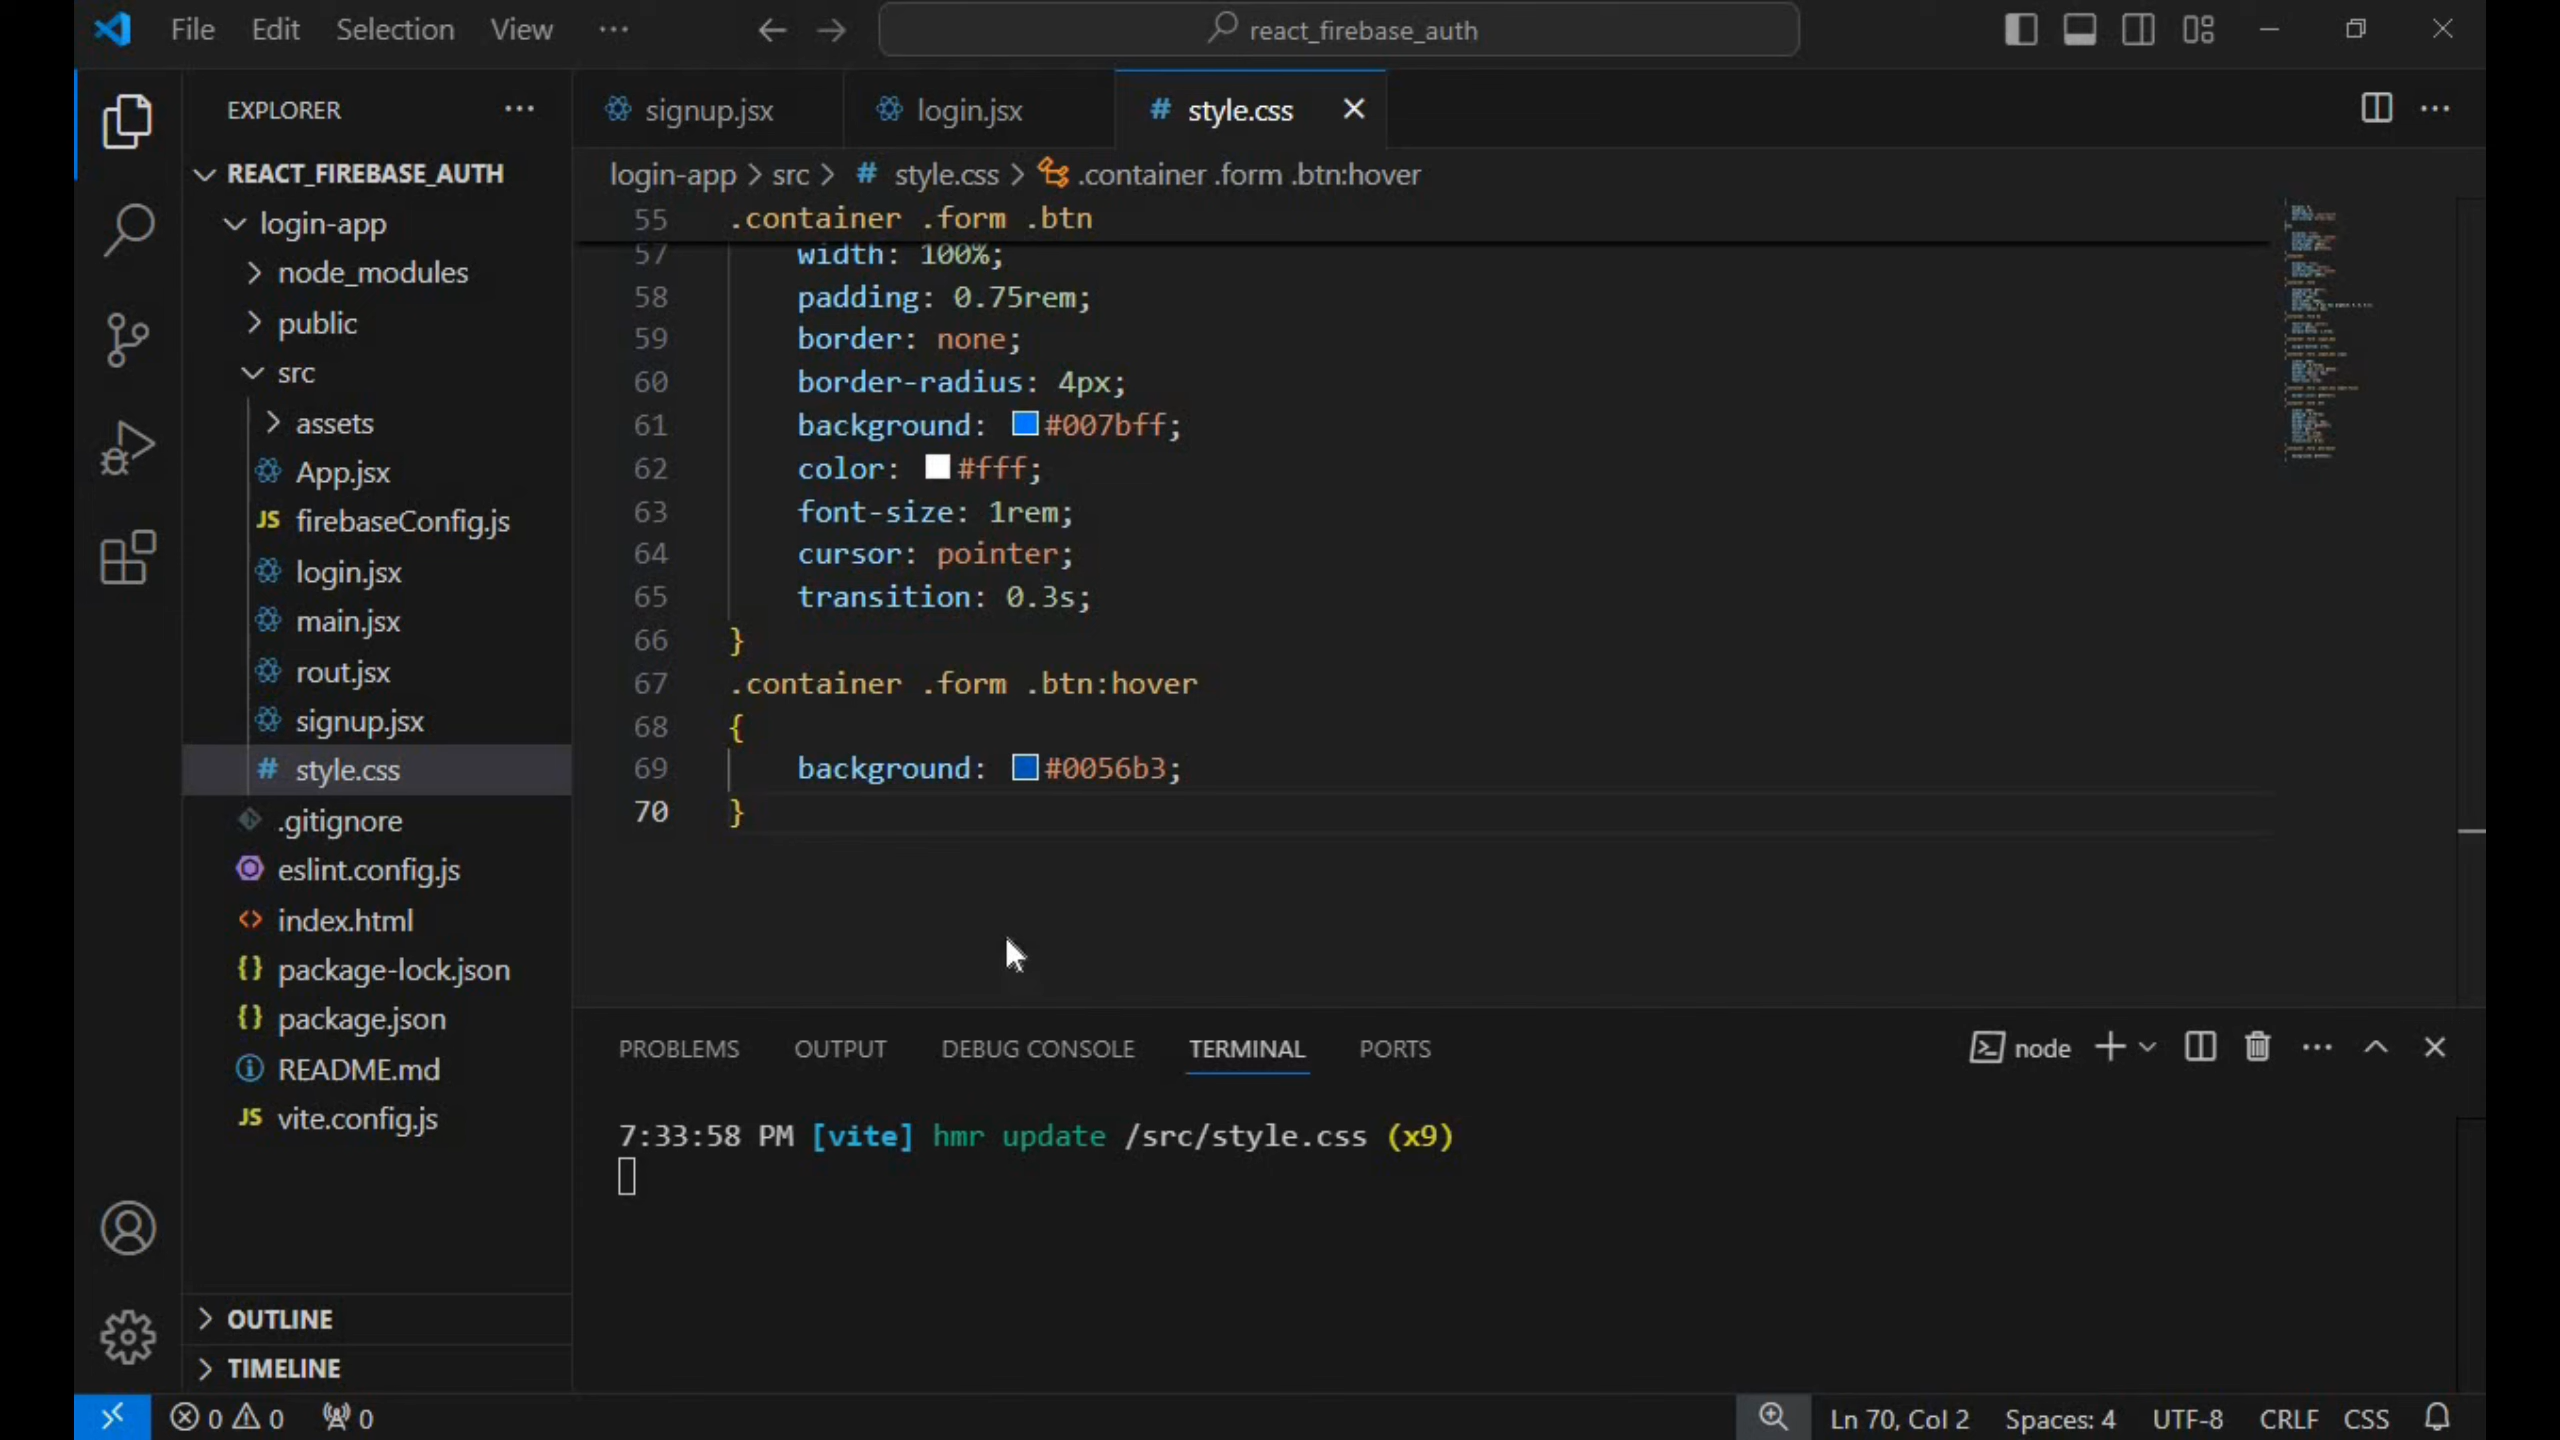 File Edit Selection View ···
react_firebase_auth
EXPLORER ···
REACT_FIREBASE_AUTH
login-app
node_modules
public
src
assets
App.jsx
JS firebaseConfig.js
login.jsx
main.jsx
rout.jsx
signup.jsx
# style.css
.gitignore
eslint.config.js
<> index.html
{} package-lock.json
{} package.json
README.md
JS vite.config.js
OUTLINE
TIMELINE
signup.jsx login.jsx # style.css
login-app > src > # style.css > .container .form .btn:hover
55 .container .form .btn
57 width: 100%;
58 padding: 0.75rem;
59 border: none;
60 border-radius: 4px;
61 background: #007bff;
62 color: #fff;
63 font-size: 1rem;
64 cursor: pointer;
65 transition: 0.3s;
66 }
67 .container .form .btn:hover
68 {
69 background: #0056b3;
70 }
PROBLEMS OUTPUT DEBUG CONSOLE TERMINAL PORTS
node
7:33:58 PM [vite] hmr update /src/style.css (x9)
0 0 0
Ln 70, Col 2 Spaces: 4 UTF-8 CRLF CSS